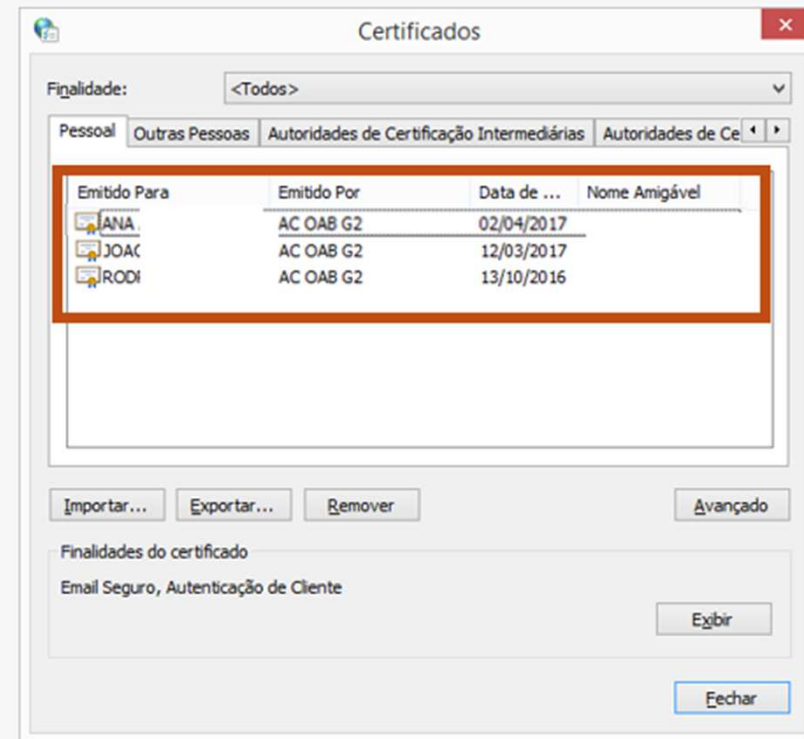 Certificados
Finalidade: <Todos>
Pessoal Outras Pessoas Autoridades de Certificação Intermediárias Autoridades de Ce
Emitido Para Emitido Por Data de ... Nome Amigável
ANA AC OAB G2 02/04/2017
JOAC AC OAB G2 12/03/2017
RODR AC OAB G2 13/10/2016
Importar... Exportar... Remover Avançado
Finalidades do certificado
Email Seguro, Autenticação de Cliente
Exibir
Fechar